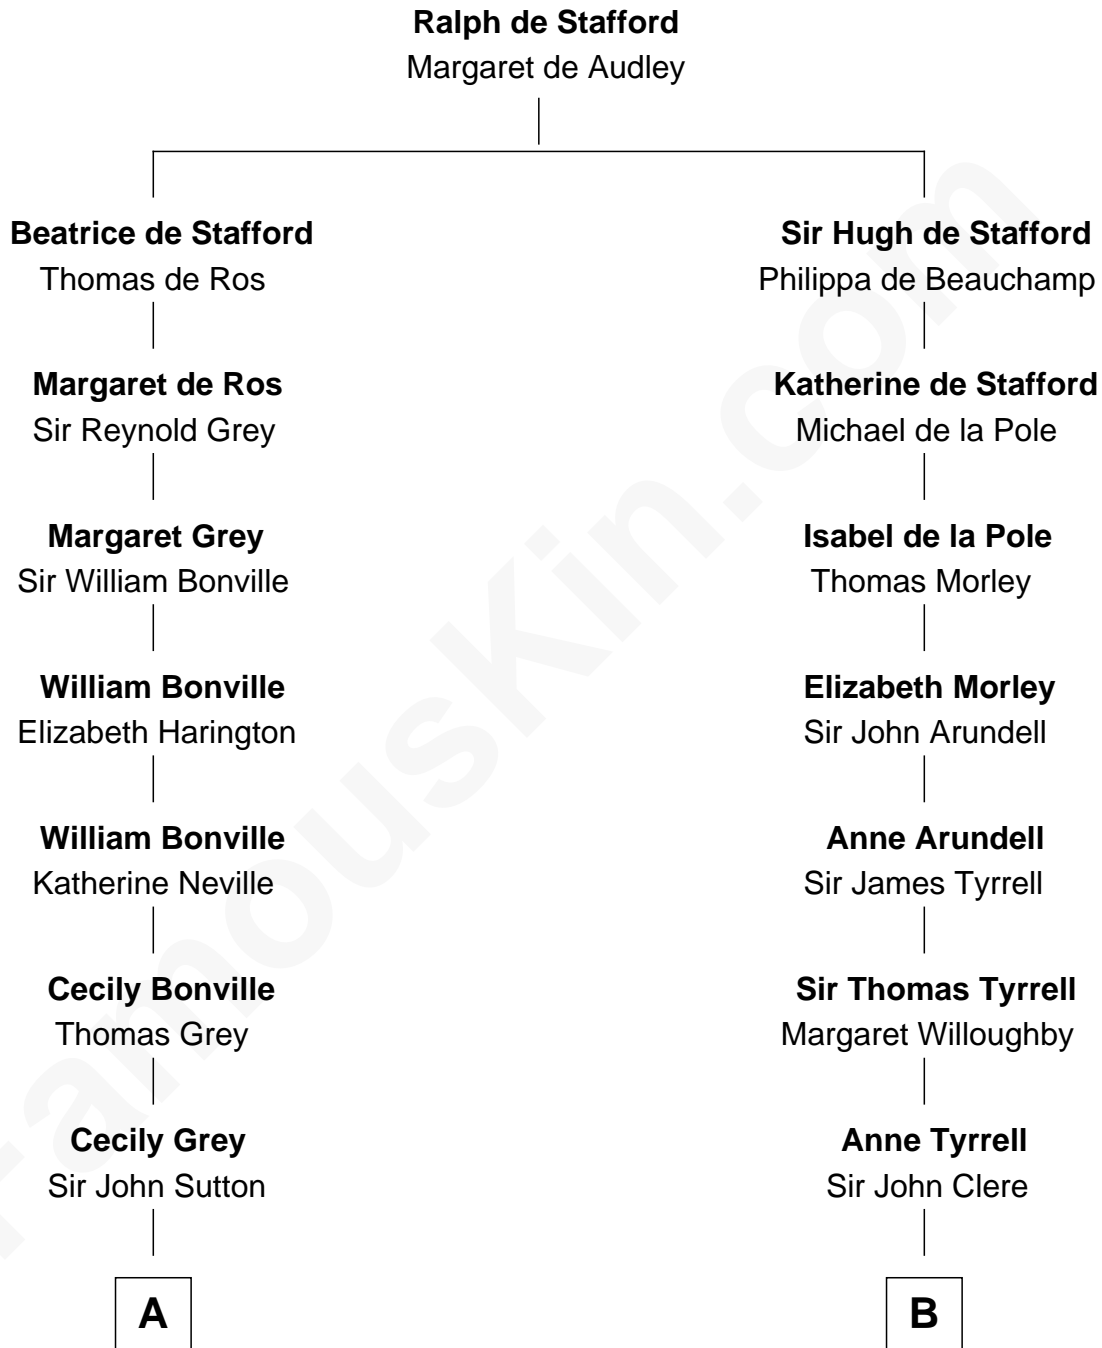 Ralph de Stafford
Margaret de Audley
Beatrice de Stafford
Thomas de Ros
Sir Hugh de Stafford
Philippa de Beauchamp
Margaret de Ros
Sir Reynold Grey
Katherine de Stafford
Michael de la Pole
Margaret Grey
Sir William Bonville
Isabel de la Pole
Thomas Morley
William Bonville
Elizabeth Harington
Elizabeth Morley
Sir John Arundell
William Bonville
Katherine Neville
Anne Arundell
Sir James Tyrrell
Cecily Bonville
Thomas Grey
Sir Thomas Tyrrell
Margaret Willoughby
Cecily Grey
Sir John Sutton
Anne Tyrrell
Sir John Clere
A
B
FamousKin.com